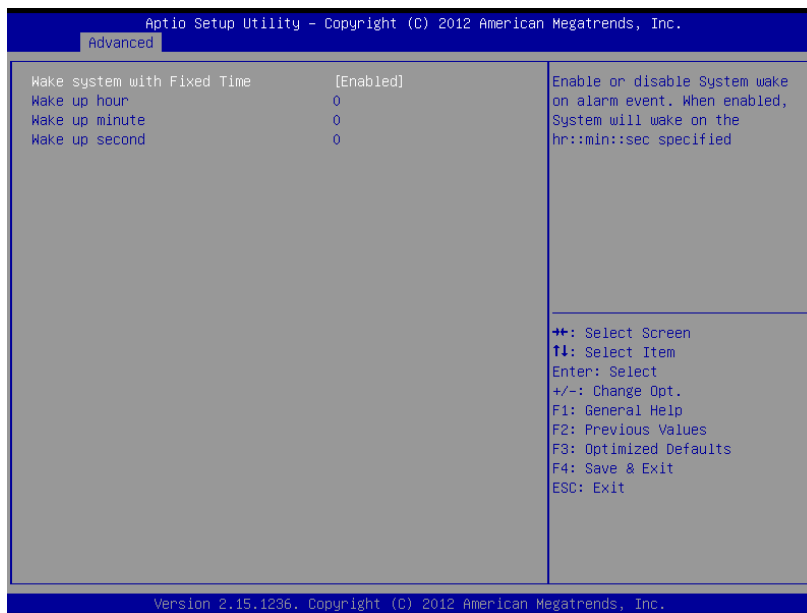 Aptio Setup Utility – Copyright (C) 2012 American Megatrends, Inc.
Advanced
Wake system with Fixed Time [Enabled]
Wake up hour 0
Wake up minute 0
Wake up second 0
Enable or disable System wake
on alarm event. When enabled,
System will wake on the
hr::min::sec specified
→←: Select Screen
↑↓: Select Item
Enter: Select
+/-: Change Opt.
F1: General Help
F2: Previous Values
F3: Optimized Defaults
F4: Save & Exit
ESC: Exit
Version 2.15.1236. Copyright (C) 2012 American Megatrends, Inc.